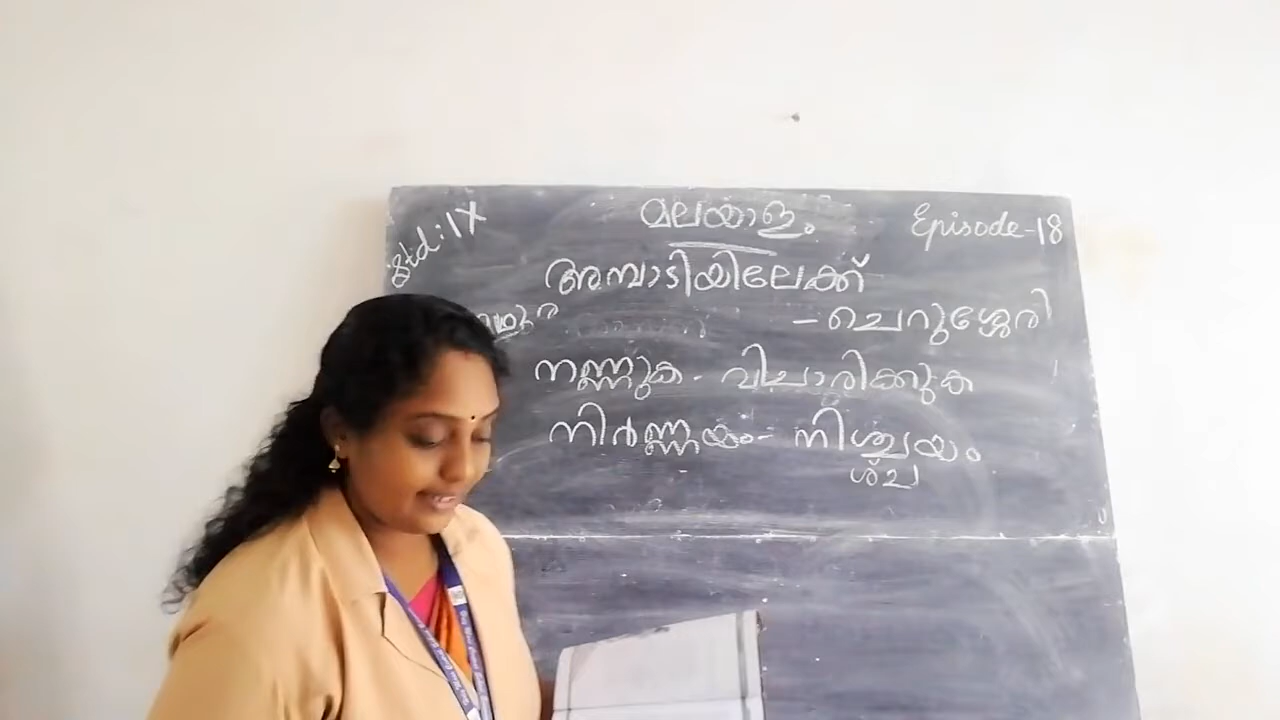 Std: IX
മലയാളം
Episode-18
അമ്പാടിയിലേക്ക്
- ചെറുശ്ശേരി
നണ്ണുക - വിചാരിക്കുക
നിർണ്ണയം - നിശ്ചയം
ശ്ച